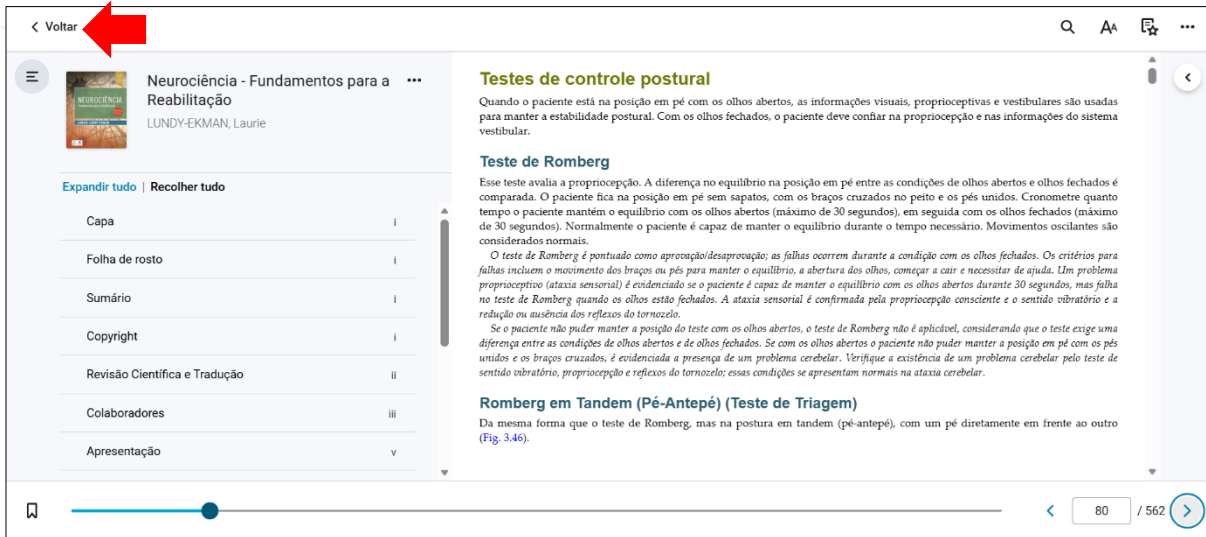 Voltar
Neurociência - Fundamentos para a
Reabilitação
LUNDY-EKMAN, Laurie
NEUROCIÊNCIA
Expandir tudo | Recolher tudo
Capa i
Folha de rosto i
Sumário i
Copyright i
Revisão Científica e Tradução ii
Colaboradores iii
Apresentação v
Testes de controle postural
Quando o paciente está na posição em pé com os olhos abertos, as informações visuais, proprioceptivas e vestibulares são usadas
para manter a estabilidade postural. Com os olhos fechados, o paciente deve confiar na propriocepção e nas informações do sistema
vestibular.
Teste de Romberg
Esse teste avalia a propriocepção. A diferença no equilíbrio na posição em pé entre as condições de olhos abertos e olhos fechados é
comparada. O paciente fica na posição em pé sem sapatos, com os braços cruzados no peito e os pés unidos. Cronometre quanto
tempo o paciente mantém o equilíbrio com os olhos abertos (máximo de 30 segundos), em seguida com os olhos fechados (máximo
de 30 segundos). Normalmente o paciente é capaz de manter o equilíbrio durante o tempo necessário. Movimentos oscilantes são
considerados normais.
O teste de Romberg é pontuado como aprovação/desaprovação; as falhas ocorrem durante a condição com os olhos fechados. Os critérios para
falhas incluem o movimento dos braços ou pés para manter o equilíbrio, a abertura dos olhos, começar a cair e necessitar de ajuda. Um problema
proprioceptivo (ataxia sensorial) é evidenciado se o paciente é capaz de manter o equilíbrio com os olhos abertos durante 30 segundos, mas falha
no teste de Romberg quando os olhos estão fechados. A ataxia sensorial é confirmada pela propriocepção consciente e o sentido vibratório e a
redução ou ausência dos reflexos do tornozelo.
Se o paciente não puder manter a posição do teste com os olhos abertos, o teste de Romberg não é aplicável, considerando que o teste exige uma
diferença entre as condições de olhos abertos e de olhos fechados. Se com os olhos abertos o paciente não puder manter a posição em pé com os pés
unidos e os braços cruzados, é evidenciada a presença de um problema cerebelar. Verifique a existência de um problema cerebelar pelo teste de
sentido vibratório, propriocepção e reflexos do tornozelo; essas condições se apresentam normais na ataxia cerebelar.
Romberg em Tandem (Pé-Antepé) (Teste de Triagem)
Da mesma forma que o teste de Romberg, mas na postura em tandem (pé-antepé), com um pé diretamente em frente ao outro
(Fig. 3.46).
80 / 562